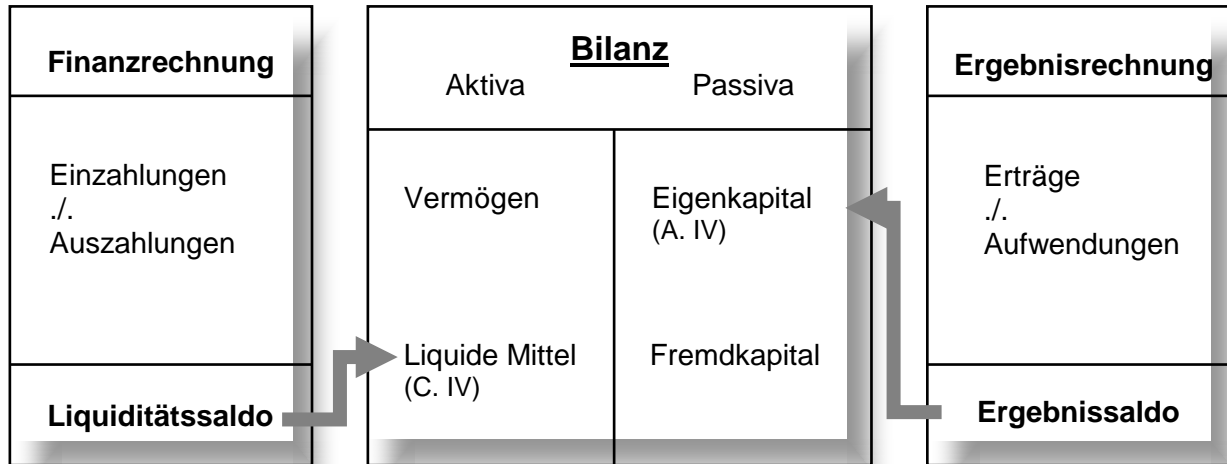 Finanzrechnung
Einzahlungen
./.
Auszahlungen
Liquiditätssaldo
Bilanz
Aktiva Passiva
Vermögen Eigenkapital
(A. IV)
Liquide Mittel Fremdkapital
(C. IV)
Ergebnisrechnung
Erträge
./.
Aufwendungen
Ergebnissaldo